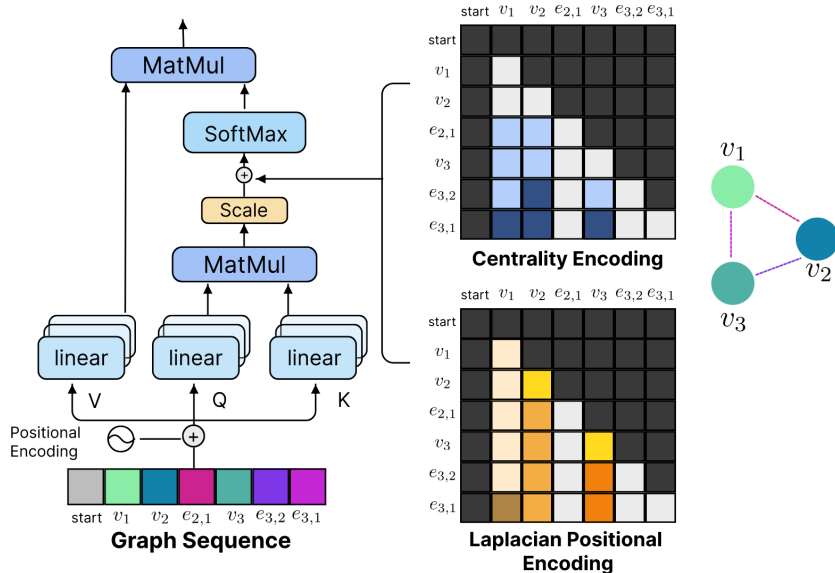 MatMul
SoftMax
+
Scale
MatMul
linear linear linear
V Q K
Positional
Encoding
+
start v₁ v₂ e₂,₁ v₃ e₃,₂ e₃,₁
Graph Sequence
start v₁ v₂ e₂,₁ v₃ e₃,₂ e₃,₁
start
v₁
v₂
e₂,₁
v₃
e₃,₂
e₃,₁
Centrality Encoding
start v₁ v₂ e₂,₁ v₃ e₃,₂ e₃,₁
start
v₁
v₂
e₂,₁
v₃
e₃,₂
e₃,₁
Laplacian Positional
Encoding
v₁
v₂
v₃